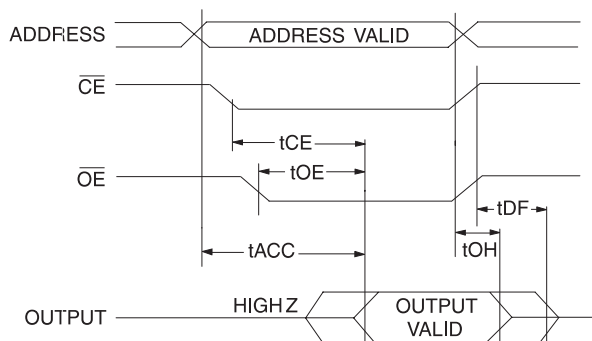 ADDRESS
ADDRESS VALID
CE
tCE
OE
tOE
tDF
tOH
tACC
HIGH Z
OUTPUT
OUTPUT
VALID